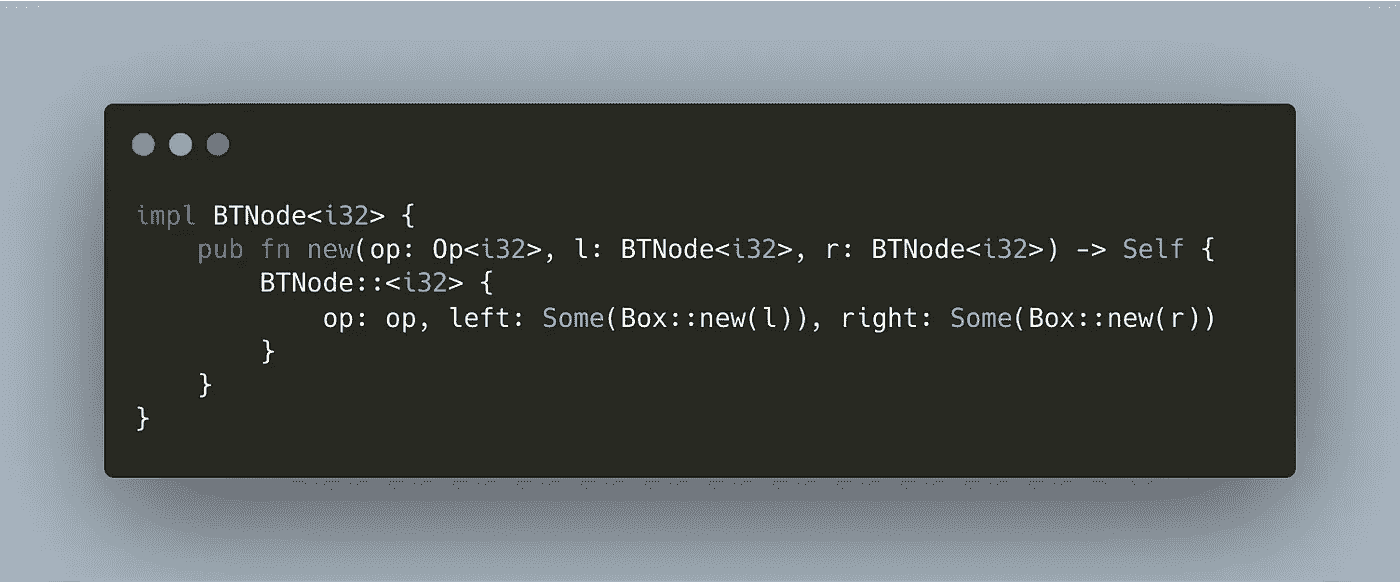 impl BTNode<i32> {
    pub fn new(op: Op<i32>, l: BTNode<i32>, r: BTNode<i32>) -> Self {
        BTNode::<i32> {
            op: op, left: Some(Box::new(l)), right: Some(Box::new(r))
        }
    }
}